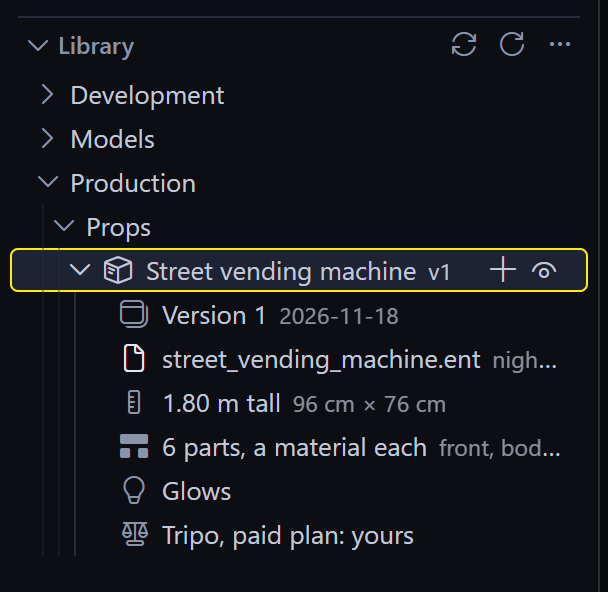 Library
Development
Models
Production
Props
Street vending machine v1
Version 1 2026-11-18
street_vending_machine.ent nigh...
1.80 m tall 96 cm × 76 cm
6 parts, a material each front, bod...
Glows
Tripo, paid plan: yours